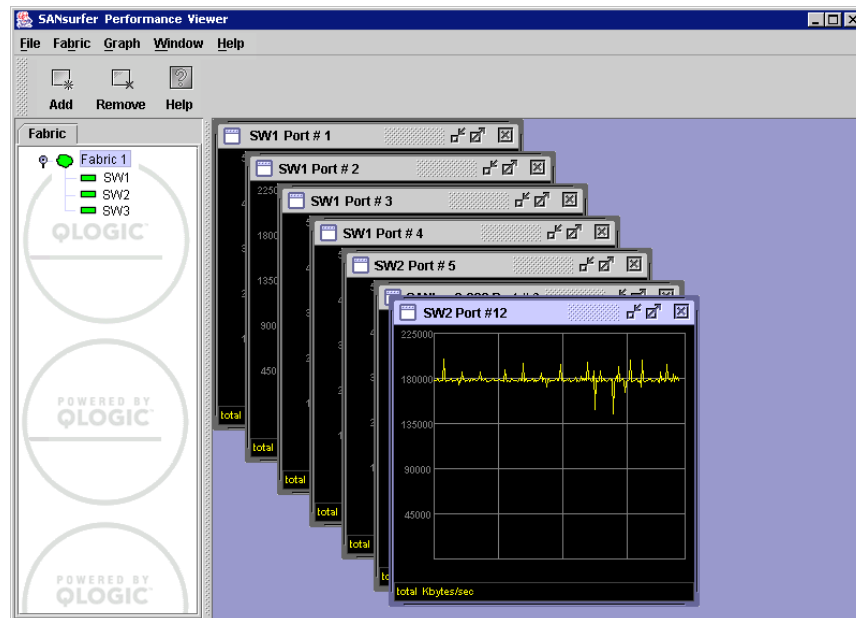 SANsurfer Performance Viewer
File Fabric Graph Window Help
Add Remove Help
Fabric
Fabric 1
SW1
SW2
SW3
QLOGIC
POWERED BY
QLOGIC
POWERED BY
QLOGIC
SW1 Port # 1
total
SW1 Port # 2
2250
1800
1350
900
450
total
SW1 Port # 3
total
SW1 Port # 4
total
SW2 Port # 5
total
SW2 Port #12
225000
180000
135000
90000
45000
total Kbytes/sec